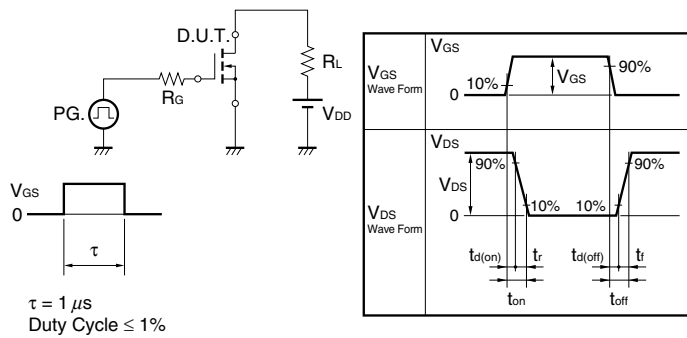 D.U.T.
RL
RG
PG.
VDD
VGS
0
τ
τ = 1 μs
Duty Cycle ≤ 1%
VGS
Wave Form
VGS
10%
0
VGS
90%
VDS
Wave Form
VDS
90%
VDS
0
10%
10%
90%
td(on)
tr
td(off)
tf
ton
toff